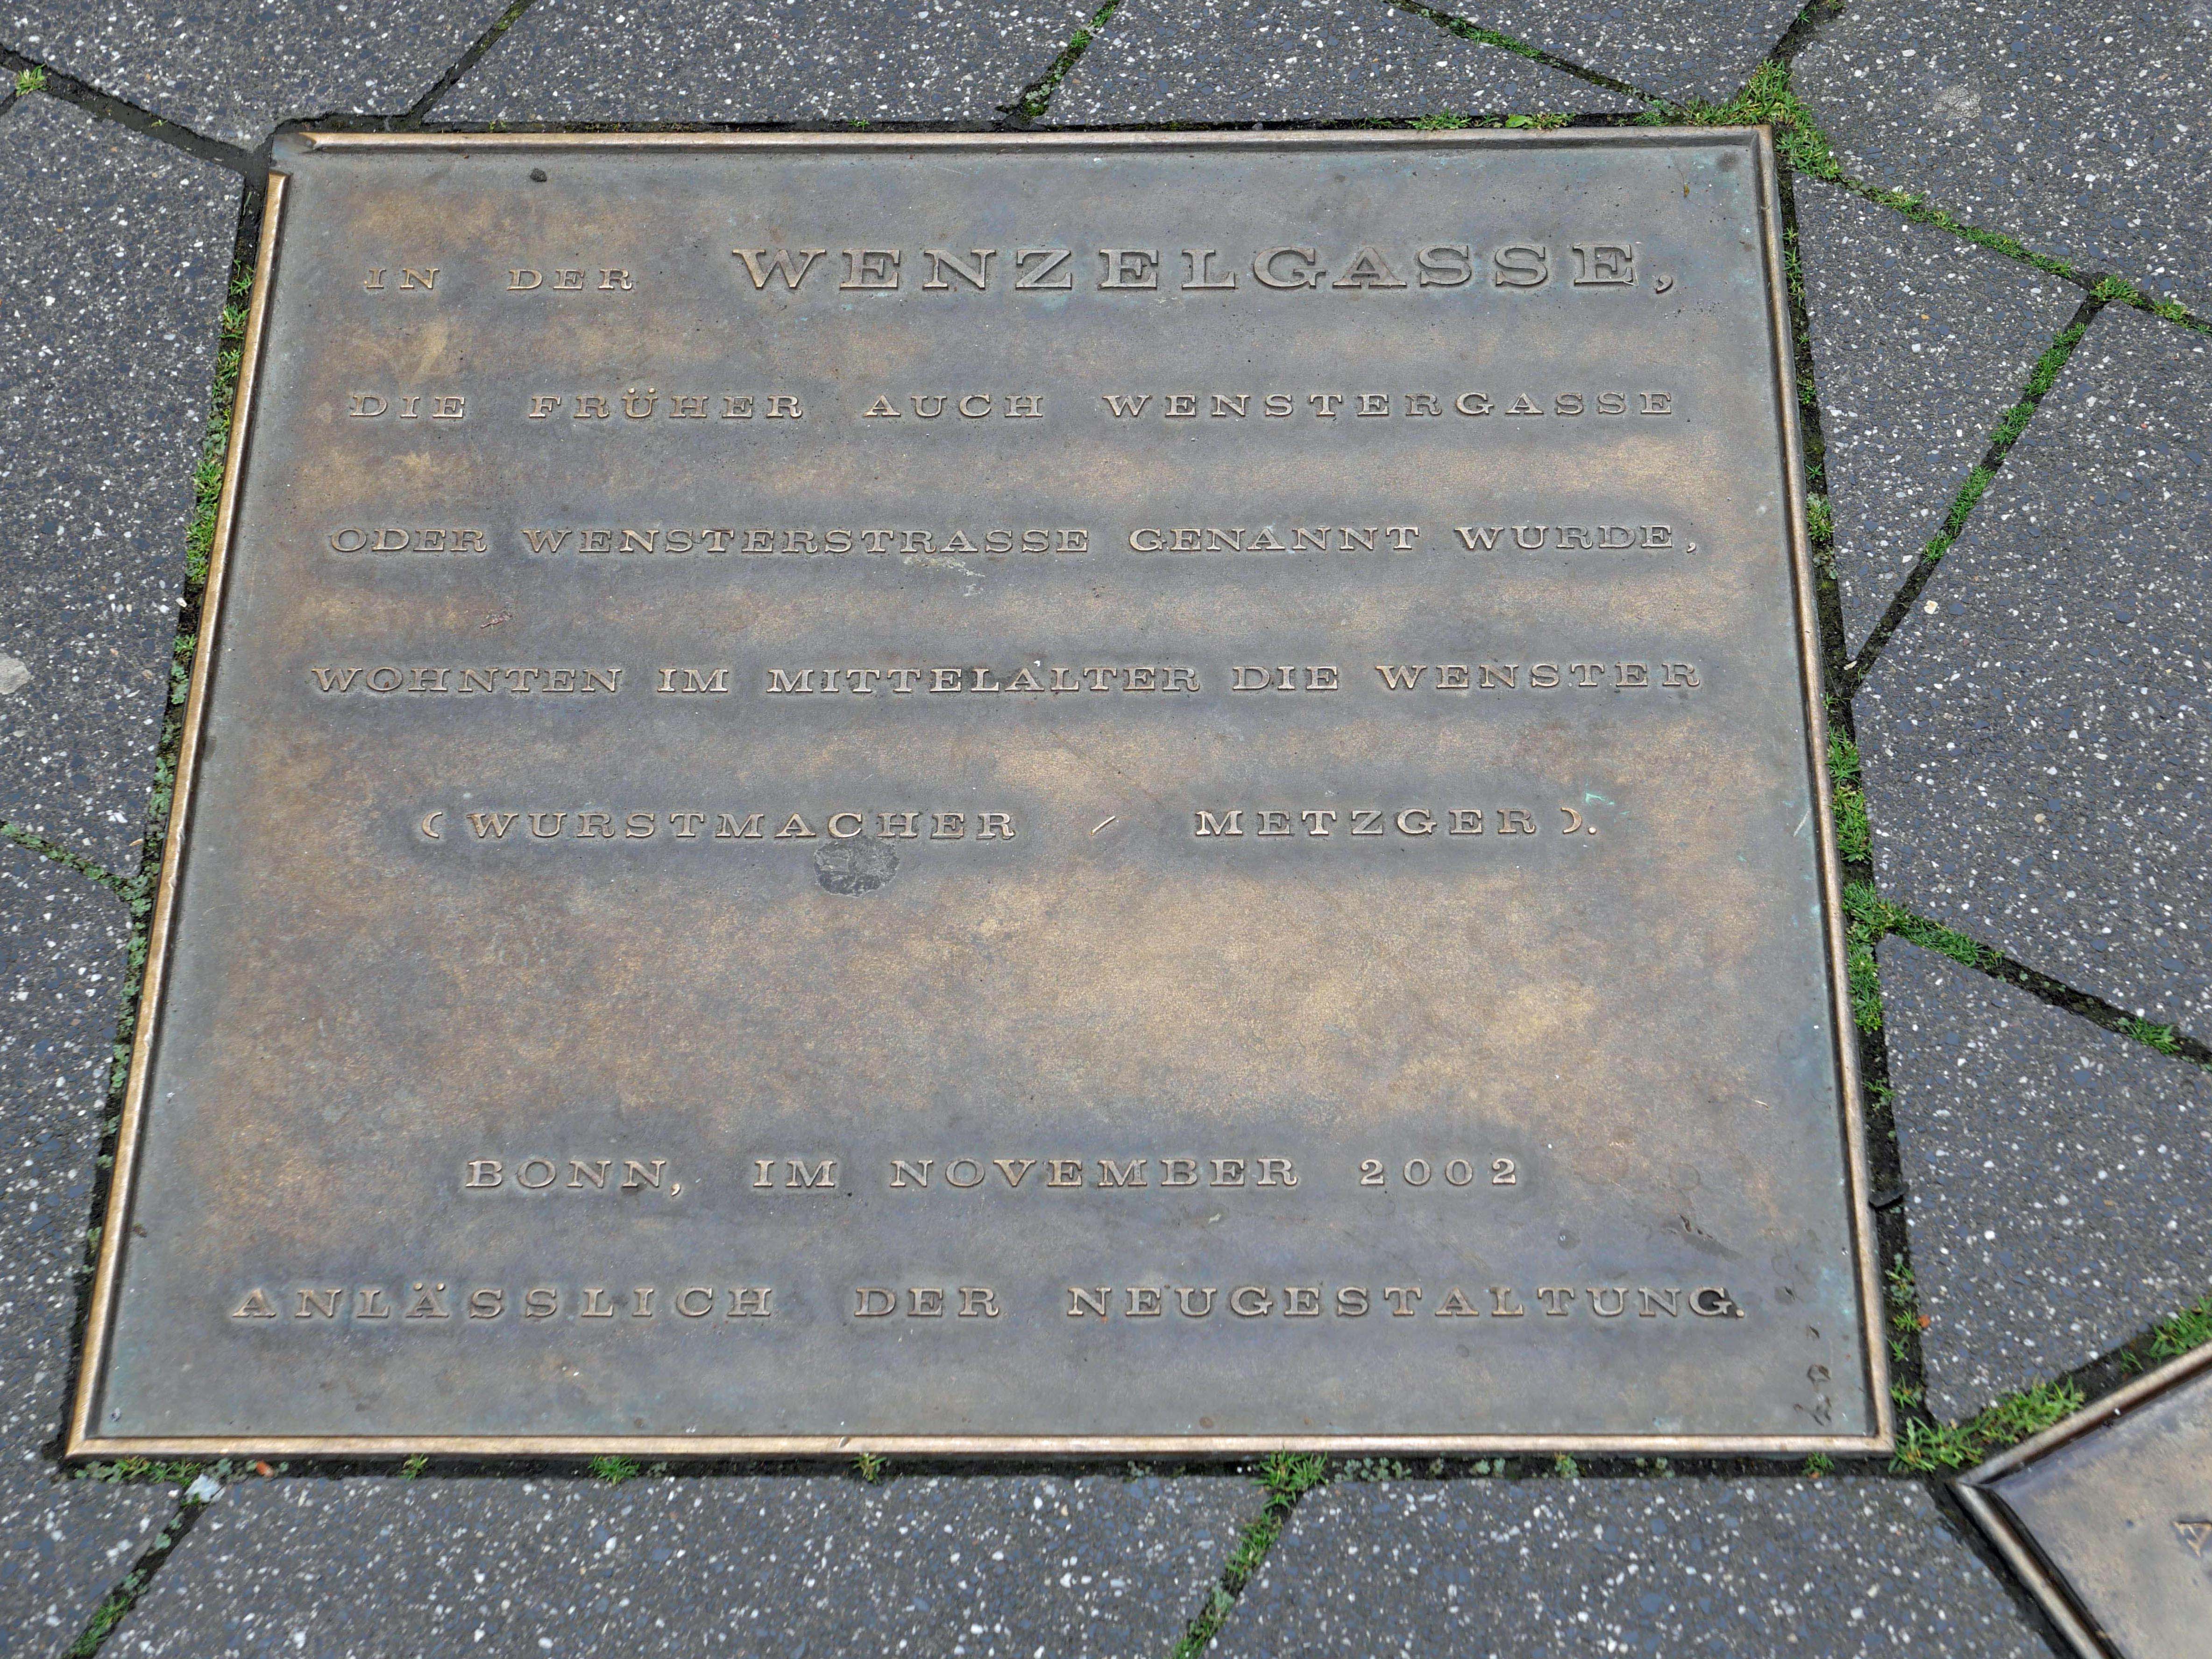 IN DER WENZELGASSE,
DIE FRÜHER AUCH WENSTERGASSE
ODER WENSTERSTRASSE GENANNT WURDE,
WOHNTEN IM MITTELALTER DIE WENSTER
(WURSTMACHER / METZGER).
BONN, IM NOVEMBER 2002
ANLÄSSLICH DER NEUGESTALTUNG.